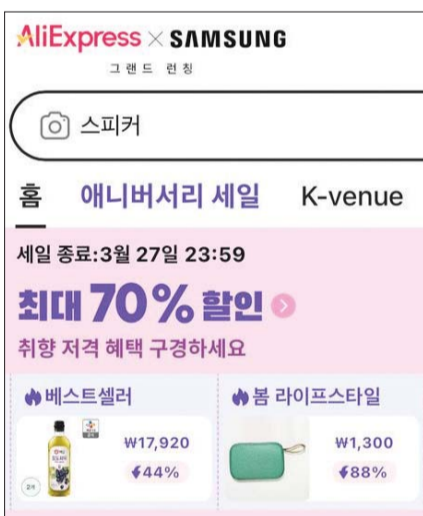 AliExpress × SAMSUNG
그랜드 런칭
스피커
홈 애니버서리 세일 K-venue
세일 종료:3월 27일 23:59
최대 70% 할인
취향 저격 혜택 구경하세요
베스트셀러
봄 라이프스타일
₩17,920
44%
₩1,300
88%